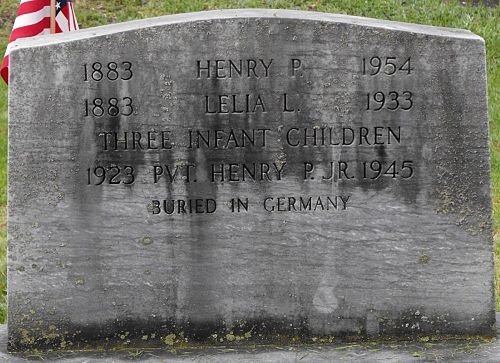 1883 HENRY P. 1954
1883 LELIA L. 1933
THREE INFANT CHILDREN
1923 PVT. HENRY P. JR. 1945
BURIED IN GERMANY